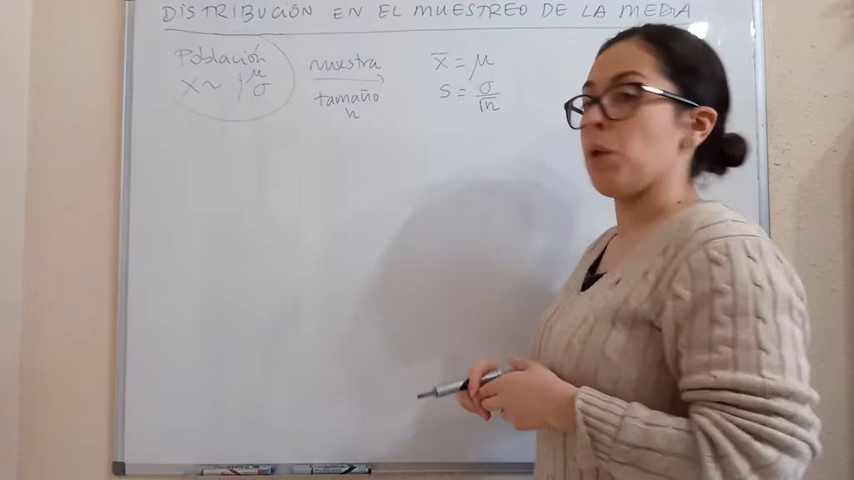 DISTRIBUCIÓN EN EL MUESTREO DE LA MEDIA
Población
X ~ | μ σ
muestra
tamaño
n
x̄ = μ
S = σ/√n